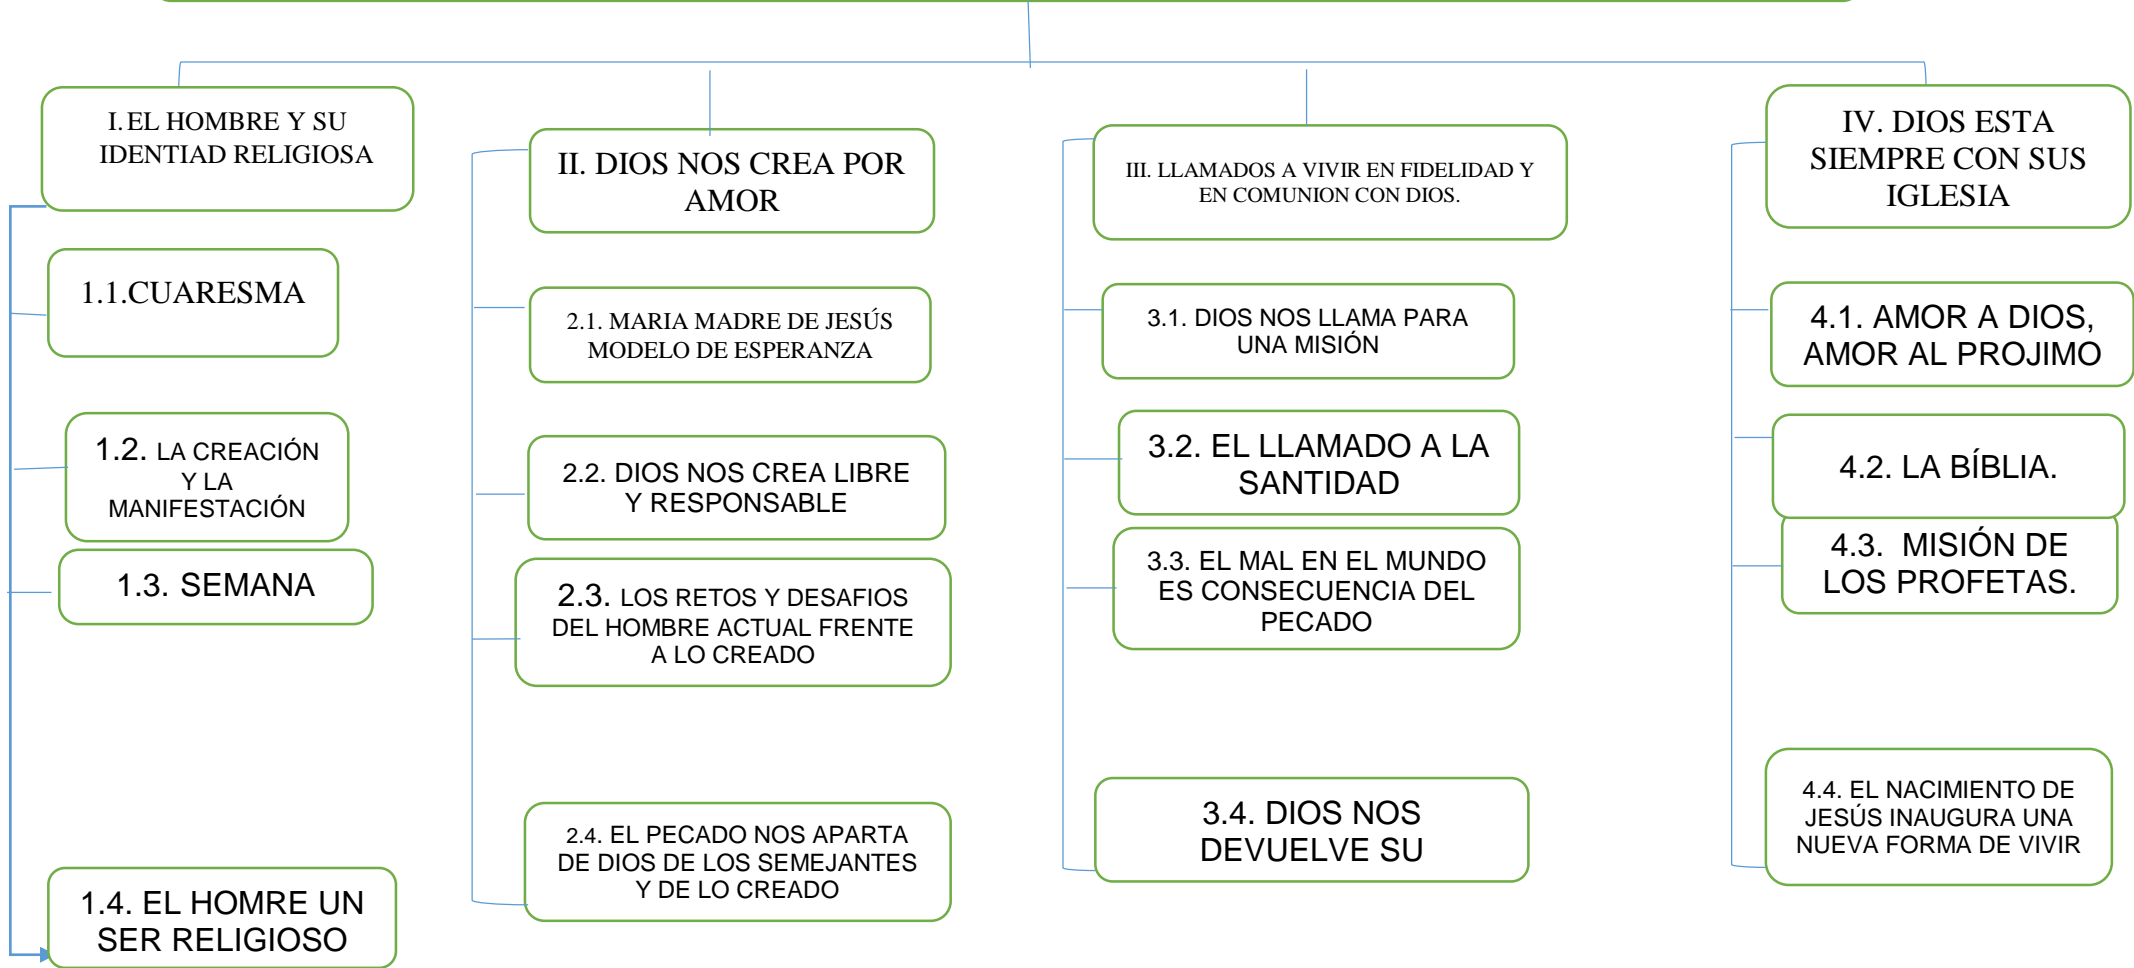 I. EL HOMBRE Y SU
IDENTIAD RELIGIOSA
1.1.CUARESMA
1.2. LA CREACIÓN
Y LA
MANIFESTACIÓN
1.3. SEMANA
1.4. EL HOMRE UN
SER RELIGIOSO
II. DIOS NOS CREA POR
AMOR
2.1. MARIA MADRE DE JESÚS
MODELO DE ESPERANZA
2.2. DIOS NOS CREA LIBRE
Y RESPONSABLE
2.3. LOS RETOS Y DESAFIOS
DEL HOMBRE ACTUAL FRENTE
A LO CREADO
2.4. EL PECADO NOS APARTA
DE DIOS DE LOS SEMEJANTES
Y DE LO CREADO
III. LLAMADOS A VIVIR EN FIDELIDAD Y
EN COMUNION CON DIOS.
3.1. DIOS NOS LLAMA PARA
UNA MISIÓN
3.2. EL LLAMADO A LA
SANTIDAD
3.3. EL MAL EN EL MUNDO
ES CONSECUENCIA DEL
PECADO
3.4. DIOS NOS
DEVUELVE SU
IV. DIOS ESTA
SIEMPRE CON SUS
IGLESIA
4.1. AMOR A DIOS,
AMOR AL PROJIMO
4.2. LA BÍBLIA.
4.3. MISIÓN DE
LOS PROFETAS.
4.4. EL NACIMIENTO DE
JESÚS INAUGURA UNA
NUEVA FORMA DE VIVIR